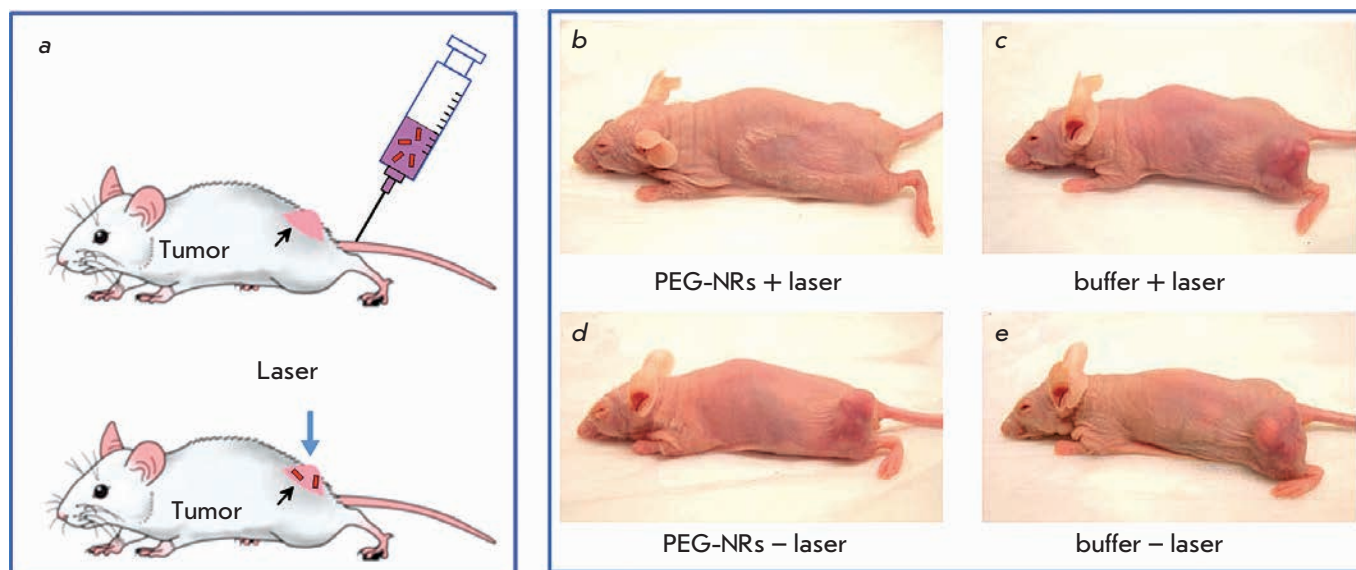 a
Tumor
Laser
Tumor
b
c
PEG-NRs + laser
buffer + laser
d
e
PEG-NRs – laser
buffer – laser